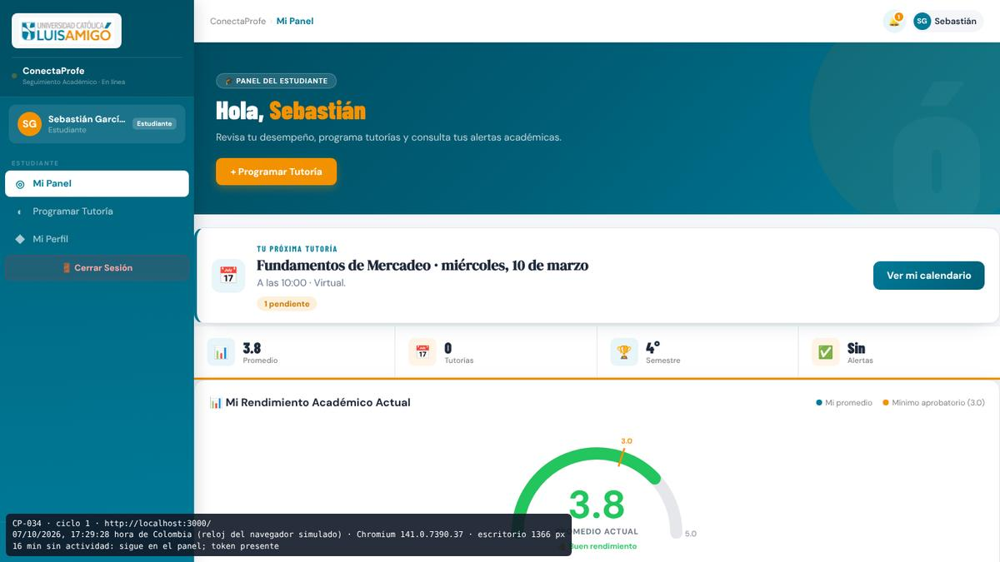 UNIVERSIDAD CATÓLICA
LUISAMIGÓ
ConectaProfe
Seguimiento Académico · En línea
SG
Sebastián Garcí...
Estudiante
Estudiante
ESTUDIANTE
Mi Panel
Programar Tutoría
Mi Perfil
Cerrar Sesión
ConectaProfe › Mi Panel
1
SG Sebastián
PANEL DEL ESTUDIANTE
Hola, Sebastián
Revisa tu desempeño, programa tutorías y consulta tus alertas académicas.
+ Programar Tutoría
ó
TU PRÓXIMA TUTORÍA
Fundamentos de Mercadeo · miércoles, 10 de marzo
A las 10:00 · Virtual.
1 pendiente
Ver mi calendario
3.8
Promedio
0
Tutorías
4°
Semestre
Sin
Alertas
Mi Rendimiento Académico Actual
Mi promedio
Mínimo aprobatorio (3.0)
3.0
3.8
OMEDIO ACTUAL
5.0
Buen rendimiento
CP-034 · ciclo 1 · http://localhost:3000/
07/10/2026, 17:29:28 hora de Colombia (reloj del navegador simulado) · Chromium 141.0.7390.37 · escritorio 1366 px
16 min sin actividad: sigue en el panel; token presente